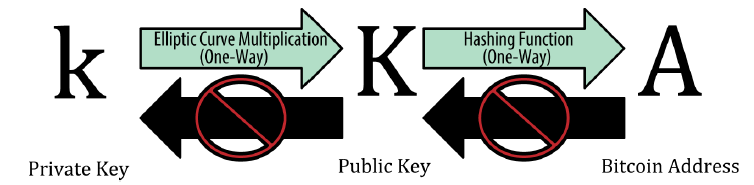 k
Elliptic Curve Multiplication
(One-Way)
K
Hashing Function
(One-Way)
A
Private Key
Public Key
Bitcoin Address